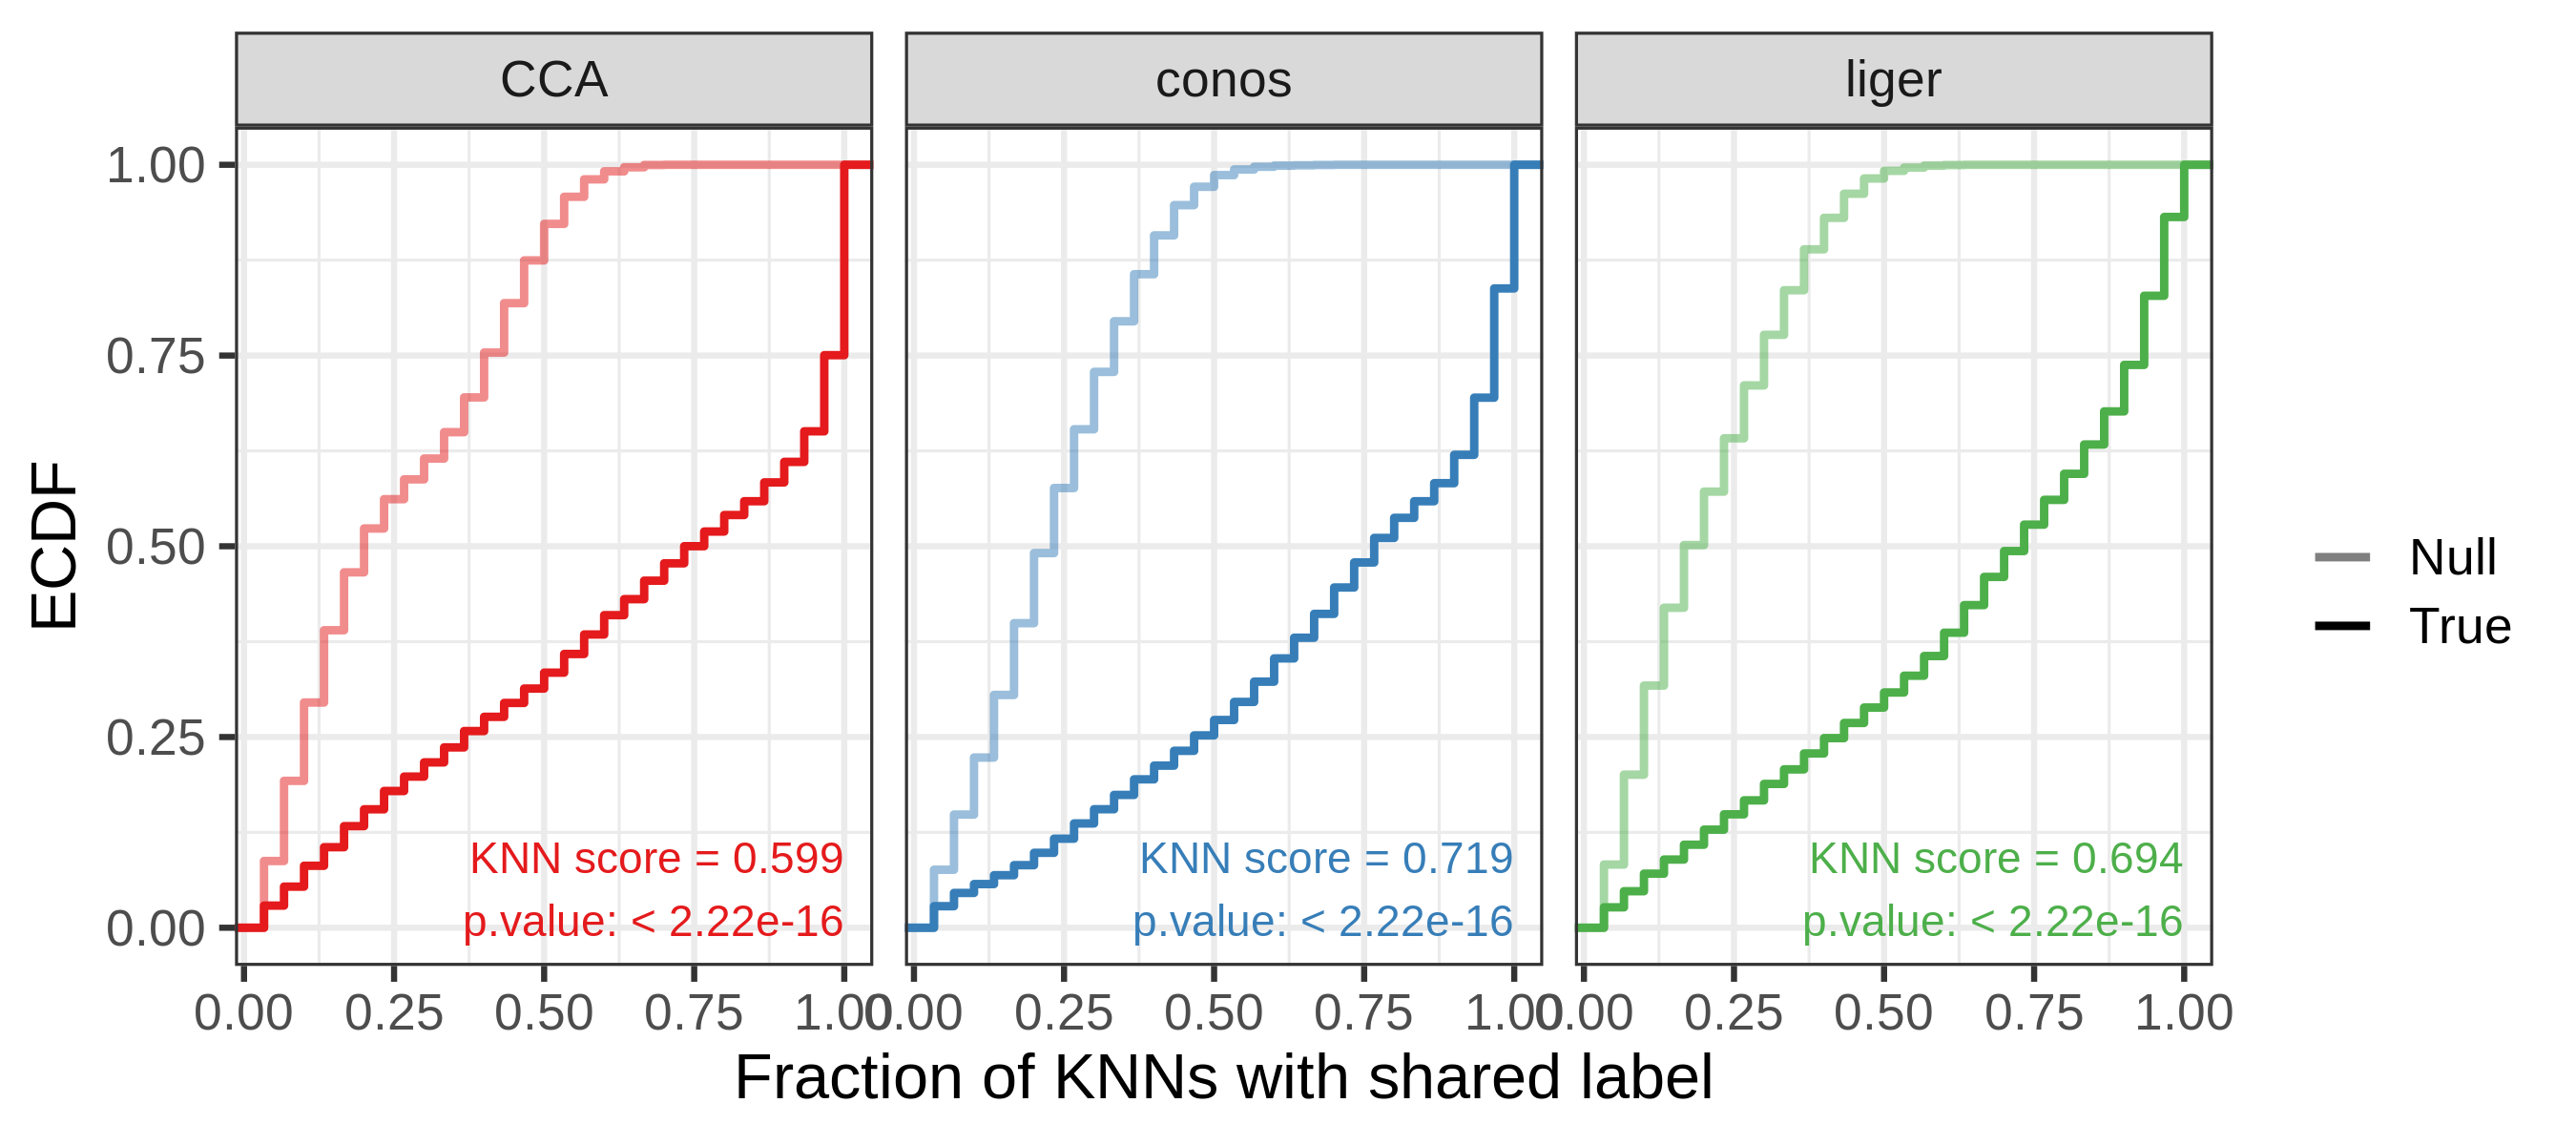 CCA
conos
liger
ECDF
1.00
0.75
0.50
0.25
0.00
KNN score = 0.599
p.value: < 2.22e-16
KNN score = 0.719
p.value: < 2.22e-16
KNN score = 0.694
p.value: < 2.22e-16
Null
True
0.00 0.25 0.50 0.75 1.00
0.00 0.25 0.50 0.75 1.00
0.00 0.25 0.50 0.75 1.00
Fraction of KNNs with shared label